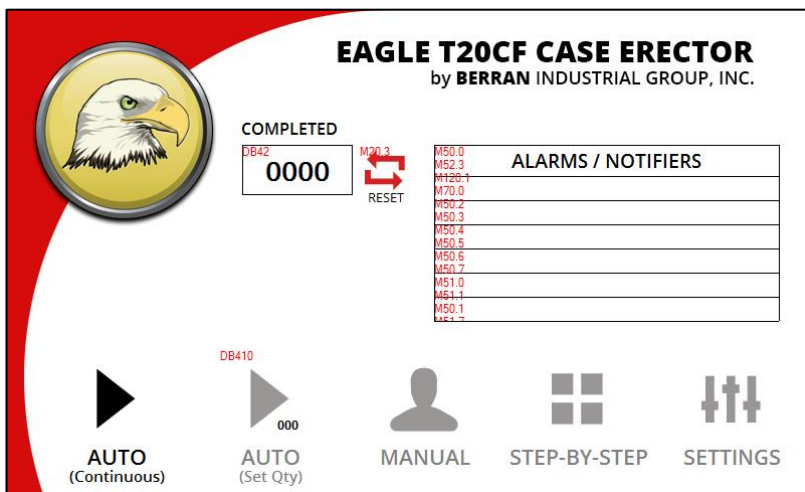 EAGLE T20CF CASE ERECTOR
by BERRAN INDUSTRIAL GROUP, INC.
COMPLETED
DB42
0000
M20.3
RESET
ALARMS / NOTIFIERS
M50.0
M52.3
M120.1
M70.0
M50.2
M50.3
M50.4
M50.5
M50.6
M50.7
M51.0
M51.1
M50.1
M51.7
DB410
000
AUTO
(Continuous)
AUTO
(Set Qty)
MANUAL
STEP-BY-STEP
SETTINGS